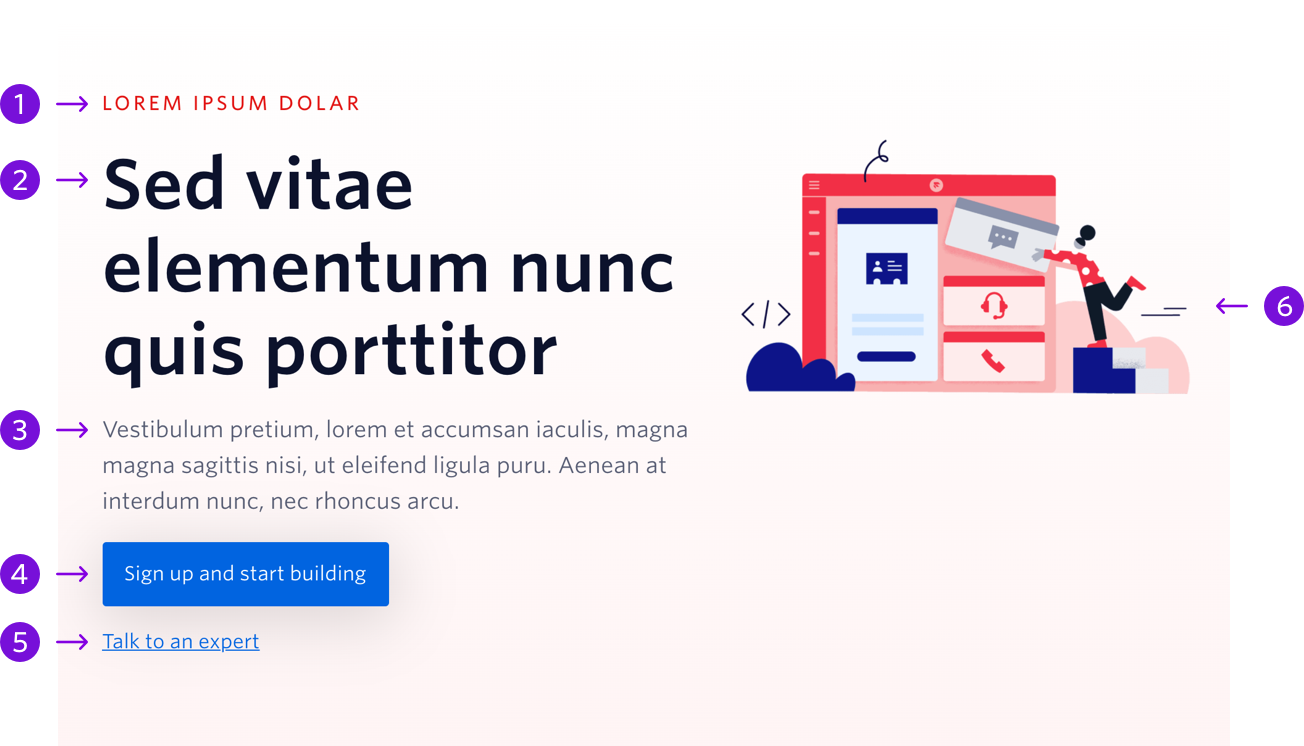 1
LOREM IPSUM DOLAR
2
Sed vitae
elementum nunc
quis porttitor
</>
6
3
Vestibulum pretium, lorem et accumsan iaculis, magna
magna sagittis nisi, ut eleifend ligula puru. Aenean at
interdum nunc, nec rhoncus arcu.
4
Sign up and start building
5
Talk to an expert